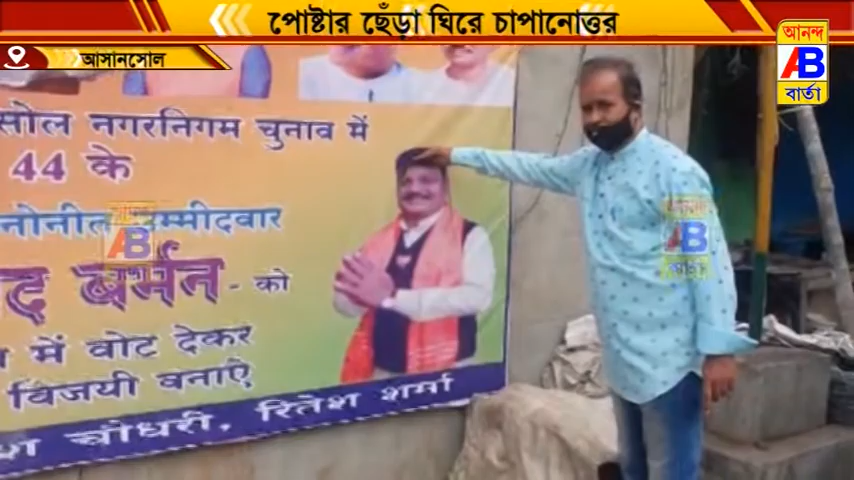 পোষ্টার ছেঁড়া ঘিরে চাপানোত্তর
আনন্দ
AB
বার্তা
আসানসোল
नगरनिगम चुनाव में
44 के
उम्मीदवार
बर्मन - को
में वोट देकर
विजयी बनाएँ
चौधरी, रितेश शर्मा